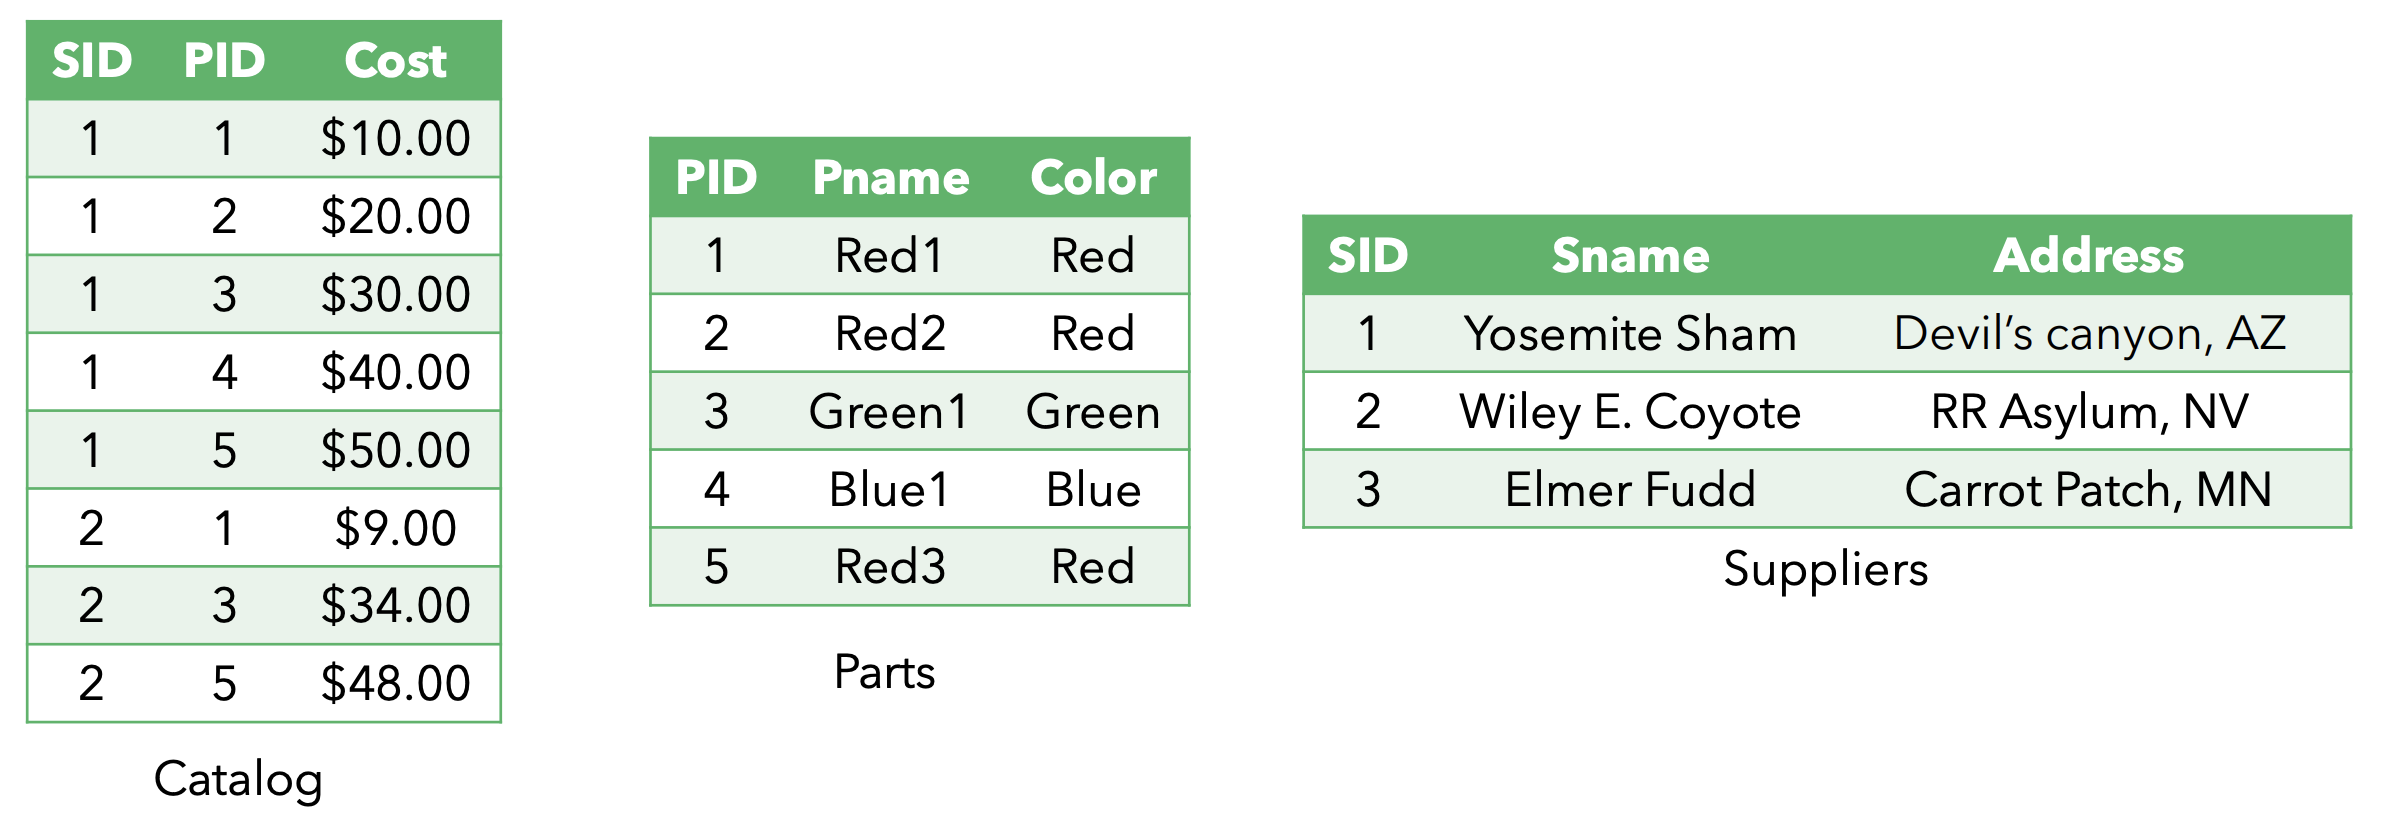 SID PID Cost
1 1 $10.00
1 2 $20.00
1 3 $30.00
1 4 $40.00
1 5 $50.00
2 1 $9.00
2 3 $34.00
2 5 $48.00
Catalog
PID Pname Color
1 Red1 Red
2 Red2 Red
3 Green1 Green
4 Blue1 Blue
5 Red3 Red
Parts
SID Sname Address
1 Yosemite Sham Devil’s canyon, AZ
2 Wiley E. Coyote RR Asylum, NV
3 Elmer Fudd Carrot Patch, MN
Suppliers